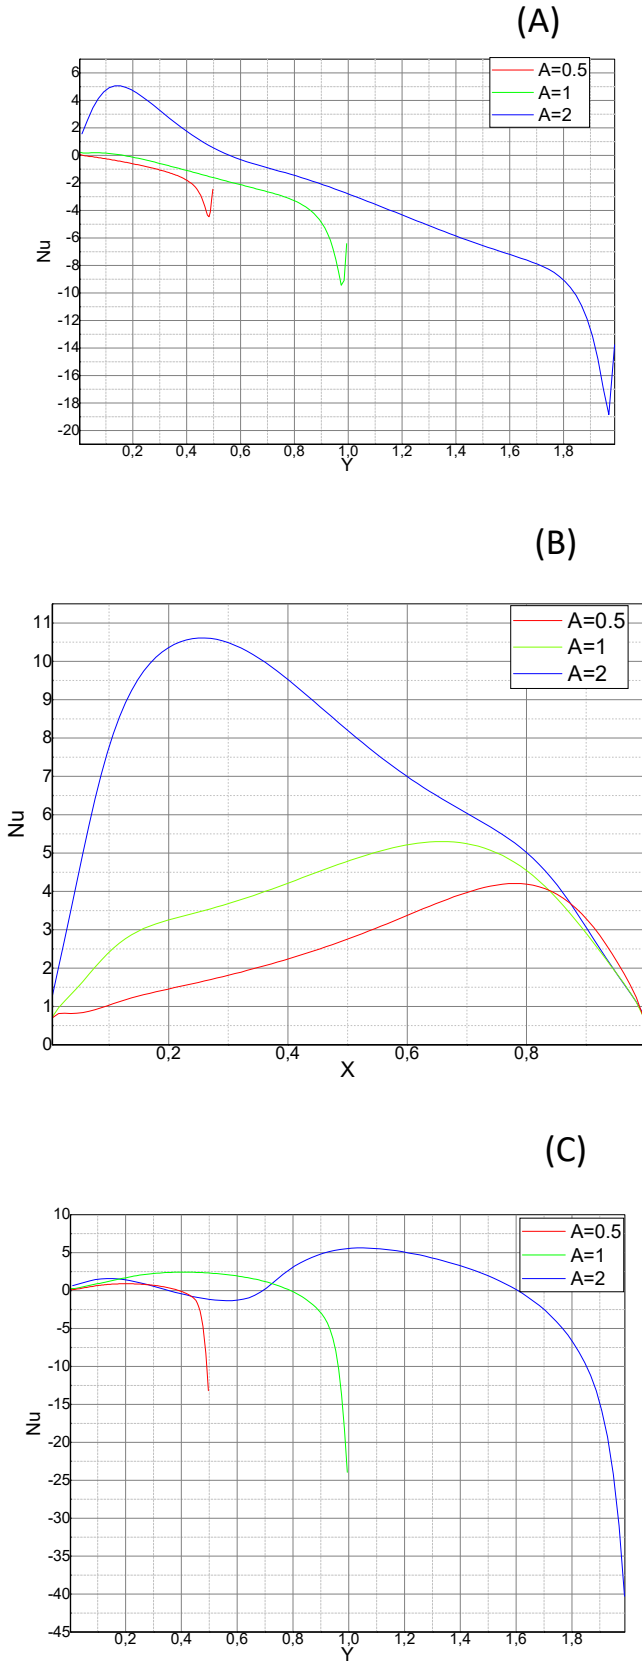 (A)
A=0.5
A=1
A=2
6
4
2
0
-2
-4
-6
-8
-10
-12
-14
-16
-18
-20
Nu
0,2 0,4 0,6 0,8 1,0 1,2 1,4 1,6 1,8
Y
(B)
A=0.5
A=1
A=2
11
10
9
8
7
6
5
4
3
2
1
0
Nu
0,2 0,4 0,6 0,8
X
(C)
A=0.5
A=1
A=2
10
5
0
-5
-10
-15
-20
-25
-30
-35
-40
-45
Nu
0,2 0,4 0,6 0,8 1,0 1,2 1,4 1,6 1,8
Y